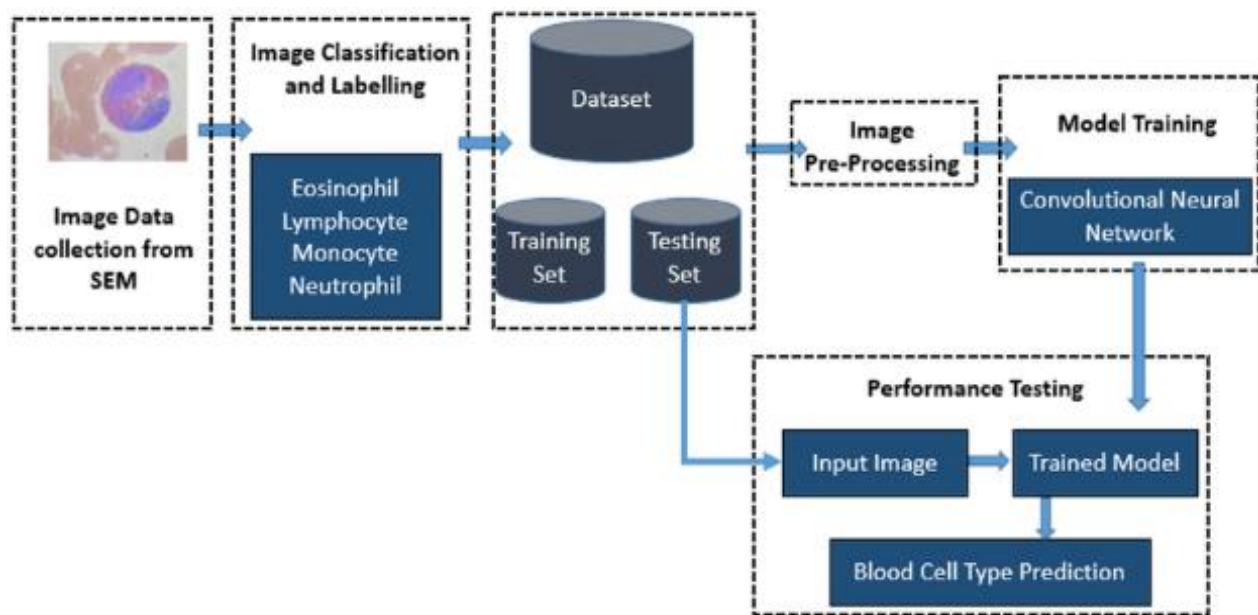 Image Data
collection from
SEM
Image Classification
and Labelling
Eosinophil
Lymphocyte
Monocyte
Neutrophil
Dataset
Training
Set
Testing
Set
Image
Pre-Processing
Model Training
Convolutional Neural
Network
Performance Testing
Input Image
Trained Model
Blood Cell Type Prediction